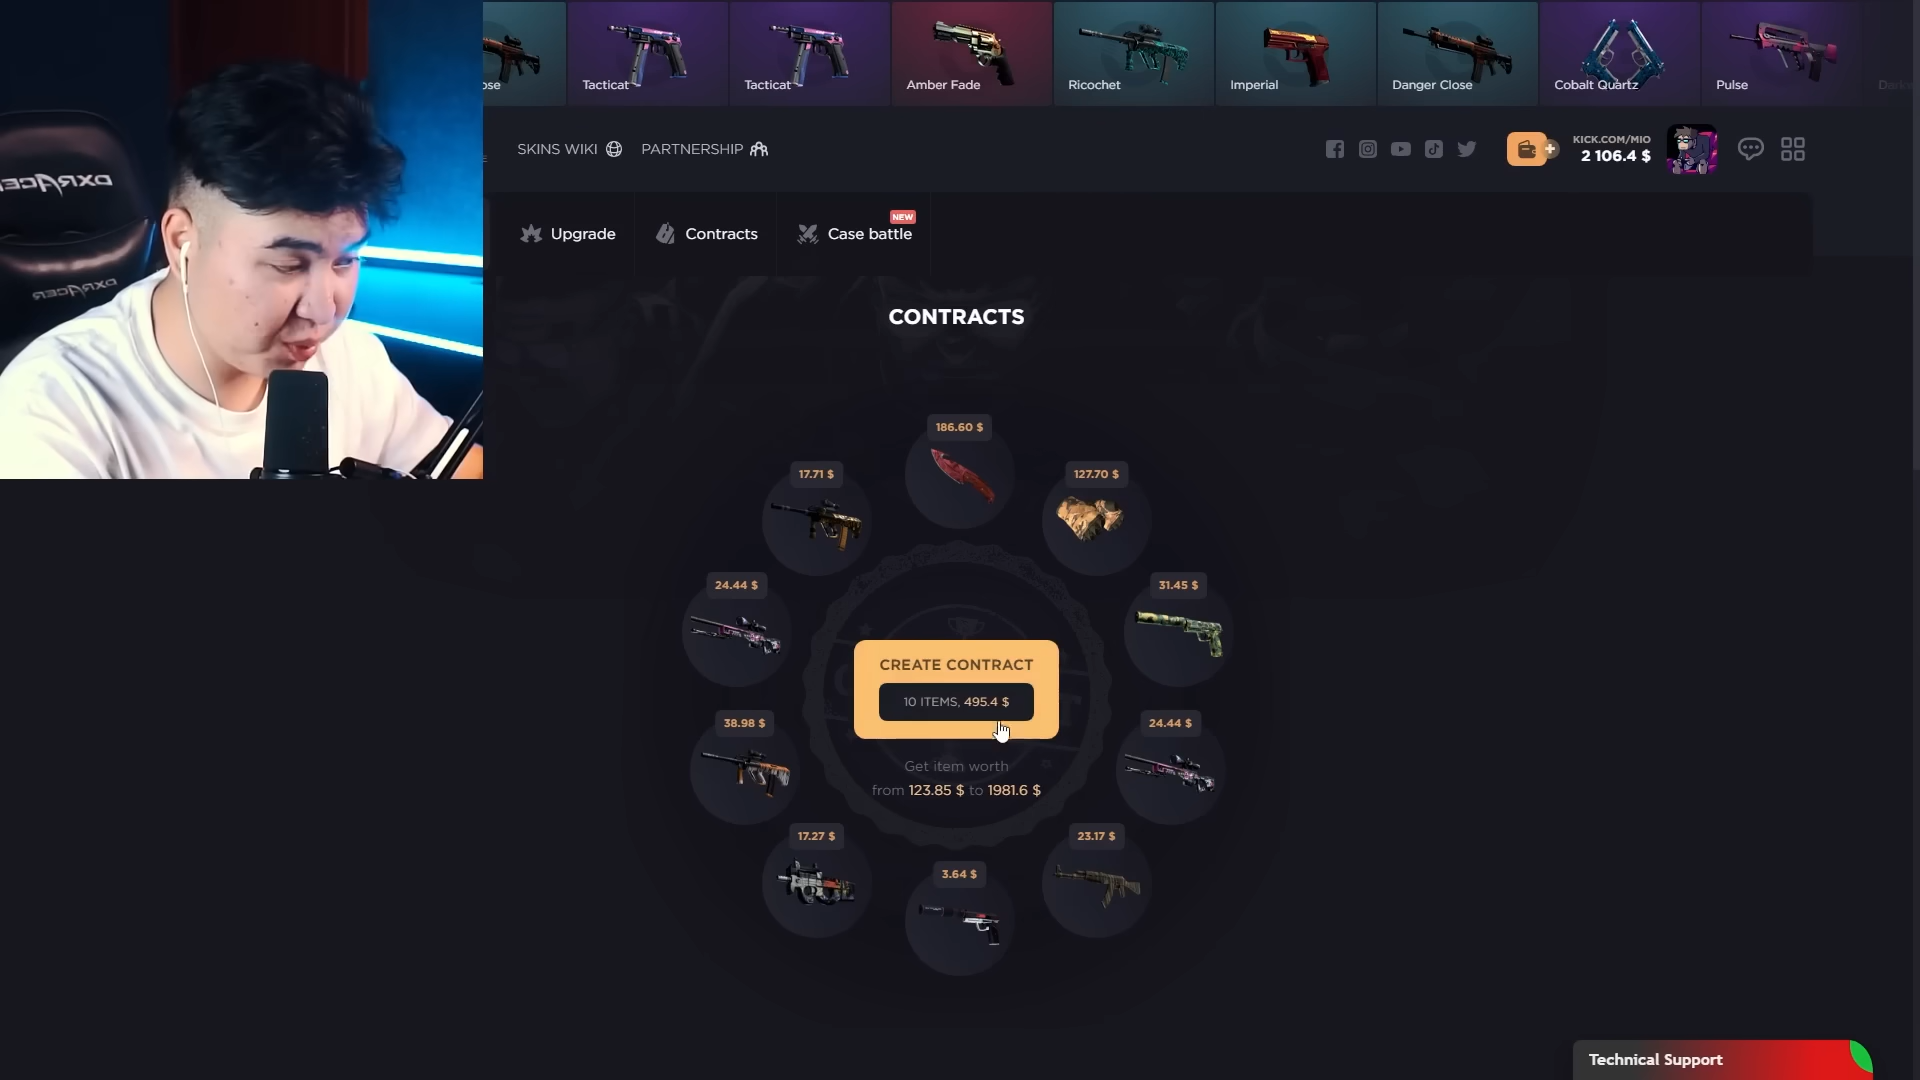 ose
Tacticat
Tacticat
Amber Fade
Ricochet
Imperial
Danger Close
Cobalt Quartz
Pulse
SKINS WIKI
PARTNERSHIP
KICK.COM/MIO
2 106.4 $
Upgrade
Contracts
NEW
Case battle
CONTRACTS
186.60 $
17.71 $
127.70 $
24.44 $
31.45 $
CREATE CONTRACT
10 ITEMS, 495.4 $
38.98 $
24.44 $
Get item worth
from 123.85 $ to 1981.6 $
17.27 $
23.17 $
3.64 $
Technical Support
DXRACER
DXRACER